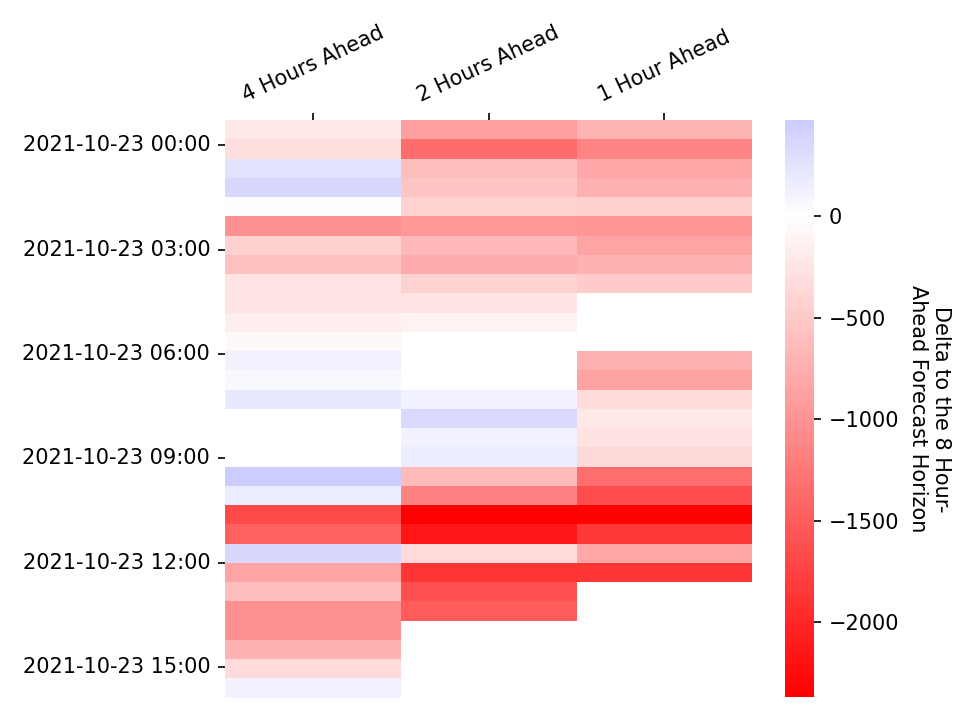 4 Hours Ahead
2 Hours Ahead
1 Hour Ahead
2021-10-23 00:00
2021-10-23 03:00
2021-10-23 06:00
2021-10-23 09:00
2021-10-23 12:00
2021-10-23 15:00
0
−500
−1000
−1500
−2000
Delta to the 8 Hour-
Ahead Forecast Horizon